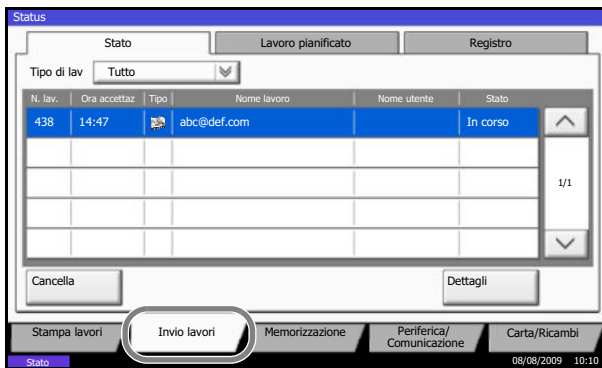 Status
Stato Lavoro pianificato Registro
Tipo di lav Tutto
N. lav. Ora accettaz Tipo Nome lavoro Nome utente Stato
438 14:47 abc@def.com In corso
1/1
Cancella Dettagli
Stampa lavori Invio lavori Memorizzazione Periferica/
Comunicazione Carta/Ricambi
Stato 08/08/2009 10:10